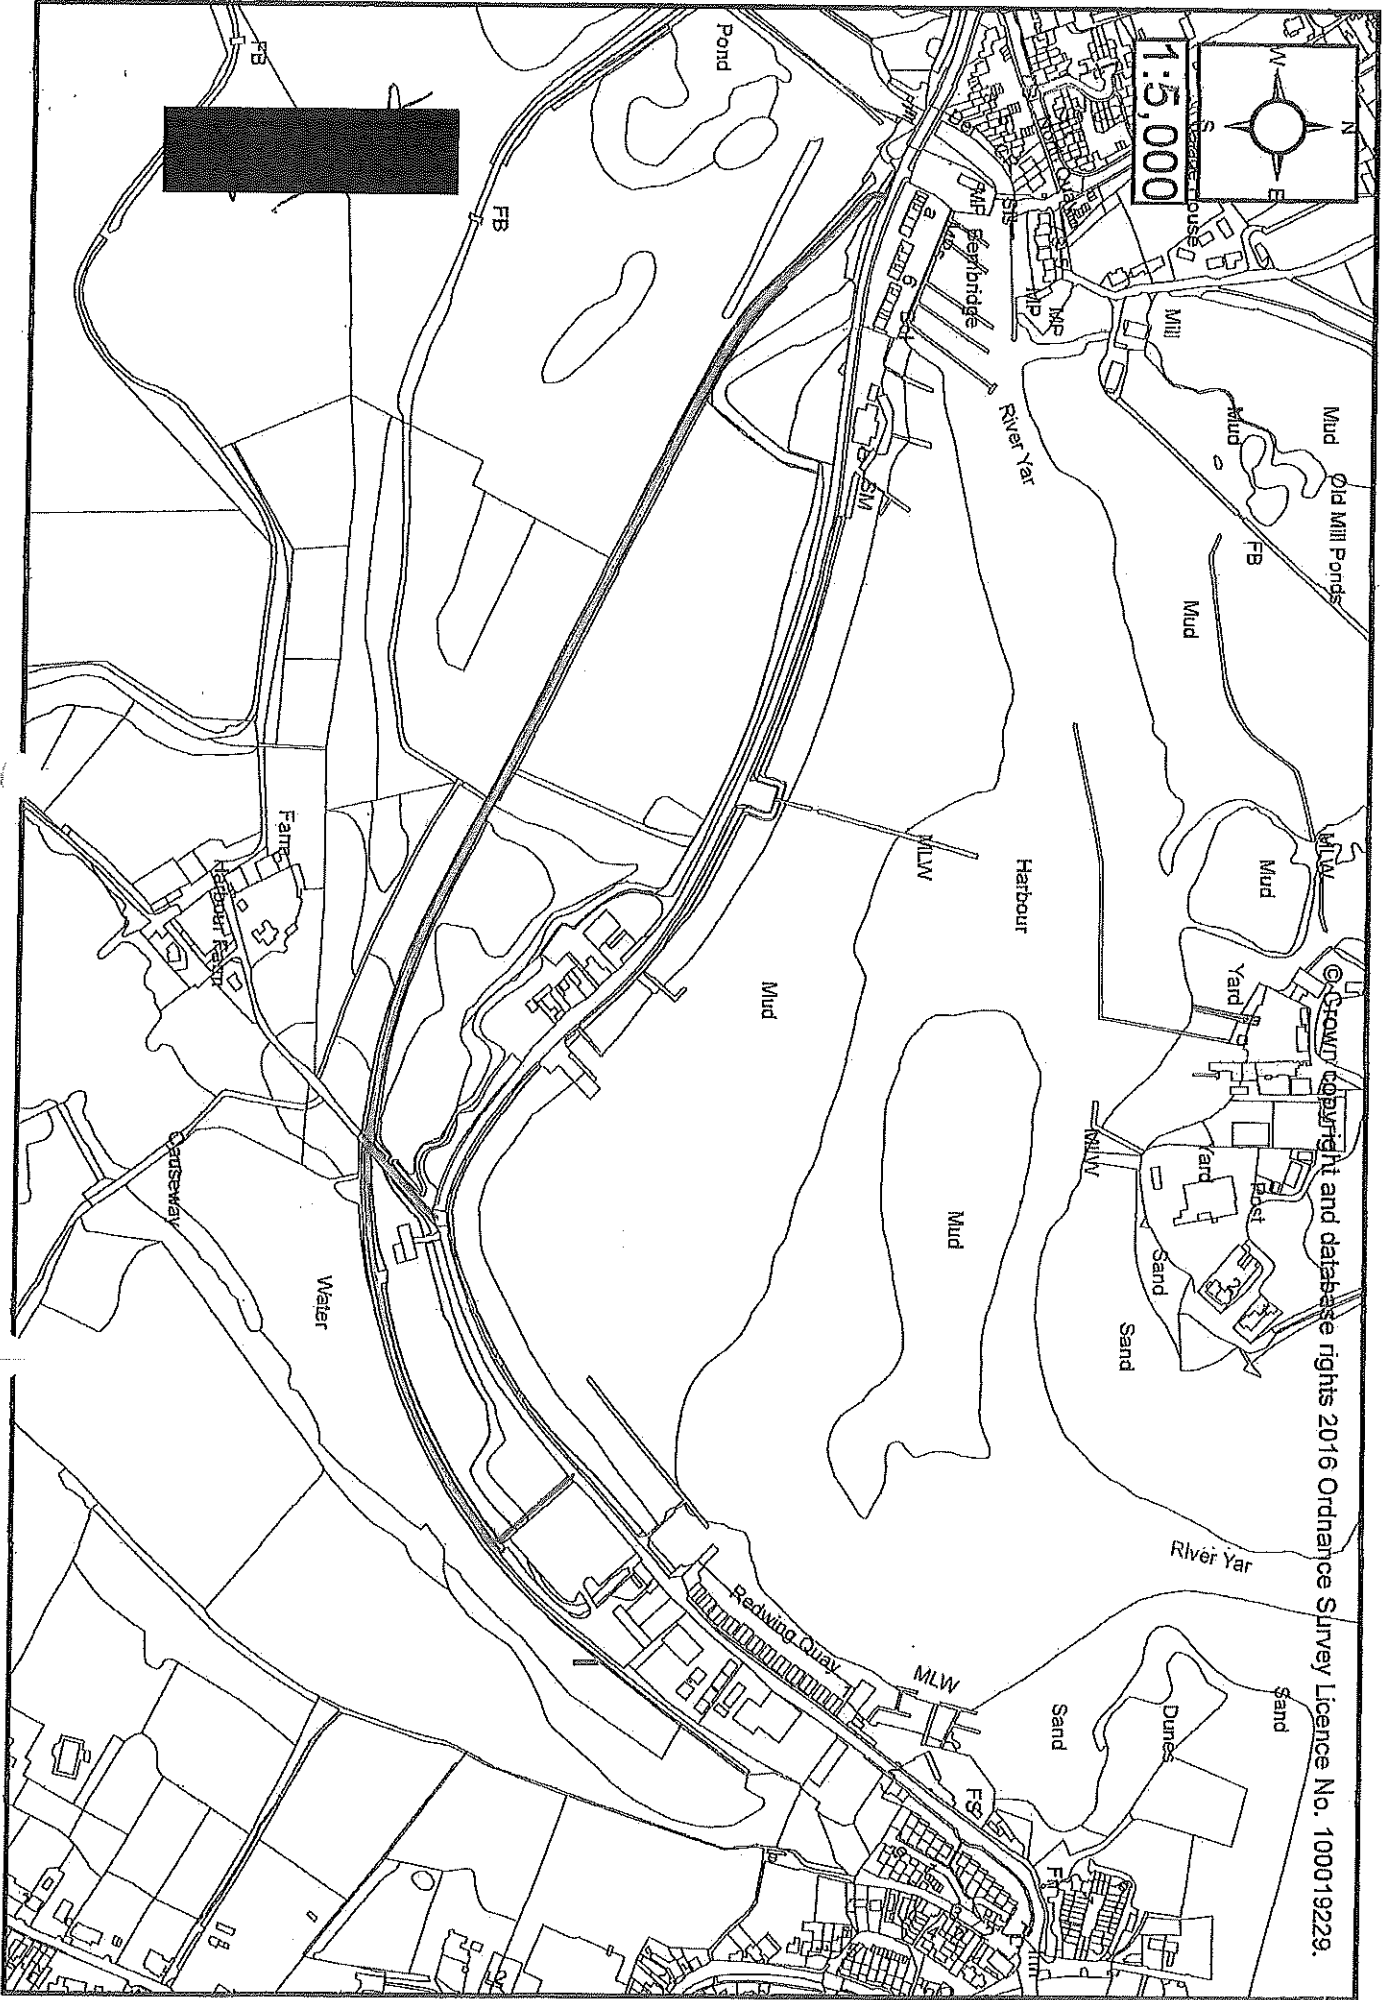 © Crown copyright and database rights 2016 Ordnance Survey Licence No. 100019229.
N
W
E
S
1:5,000
Old Mill Ponds
Mud
Mud
Mill
FB
Mud
MLW
Mud
Yard
Yard
Post
Sand
Sand
MLW
River Yar
Sand
Dunes
Sand
MP
MP
MP
Bembridge
River Yar
Harbour
MLW
Mud
Mud
Redwing Quay
MLW
FS
Pond
a
6
SM
FB
FB
Farm
Harbour Farm
Causeway
Water